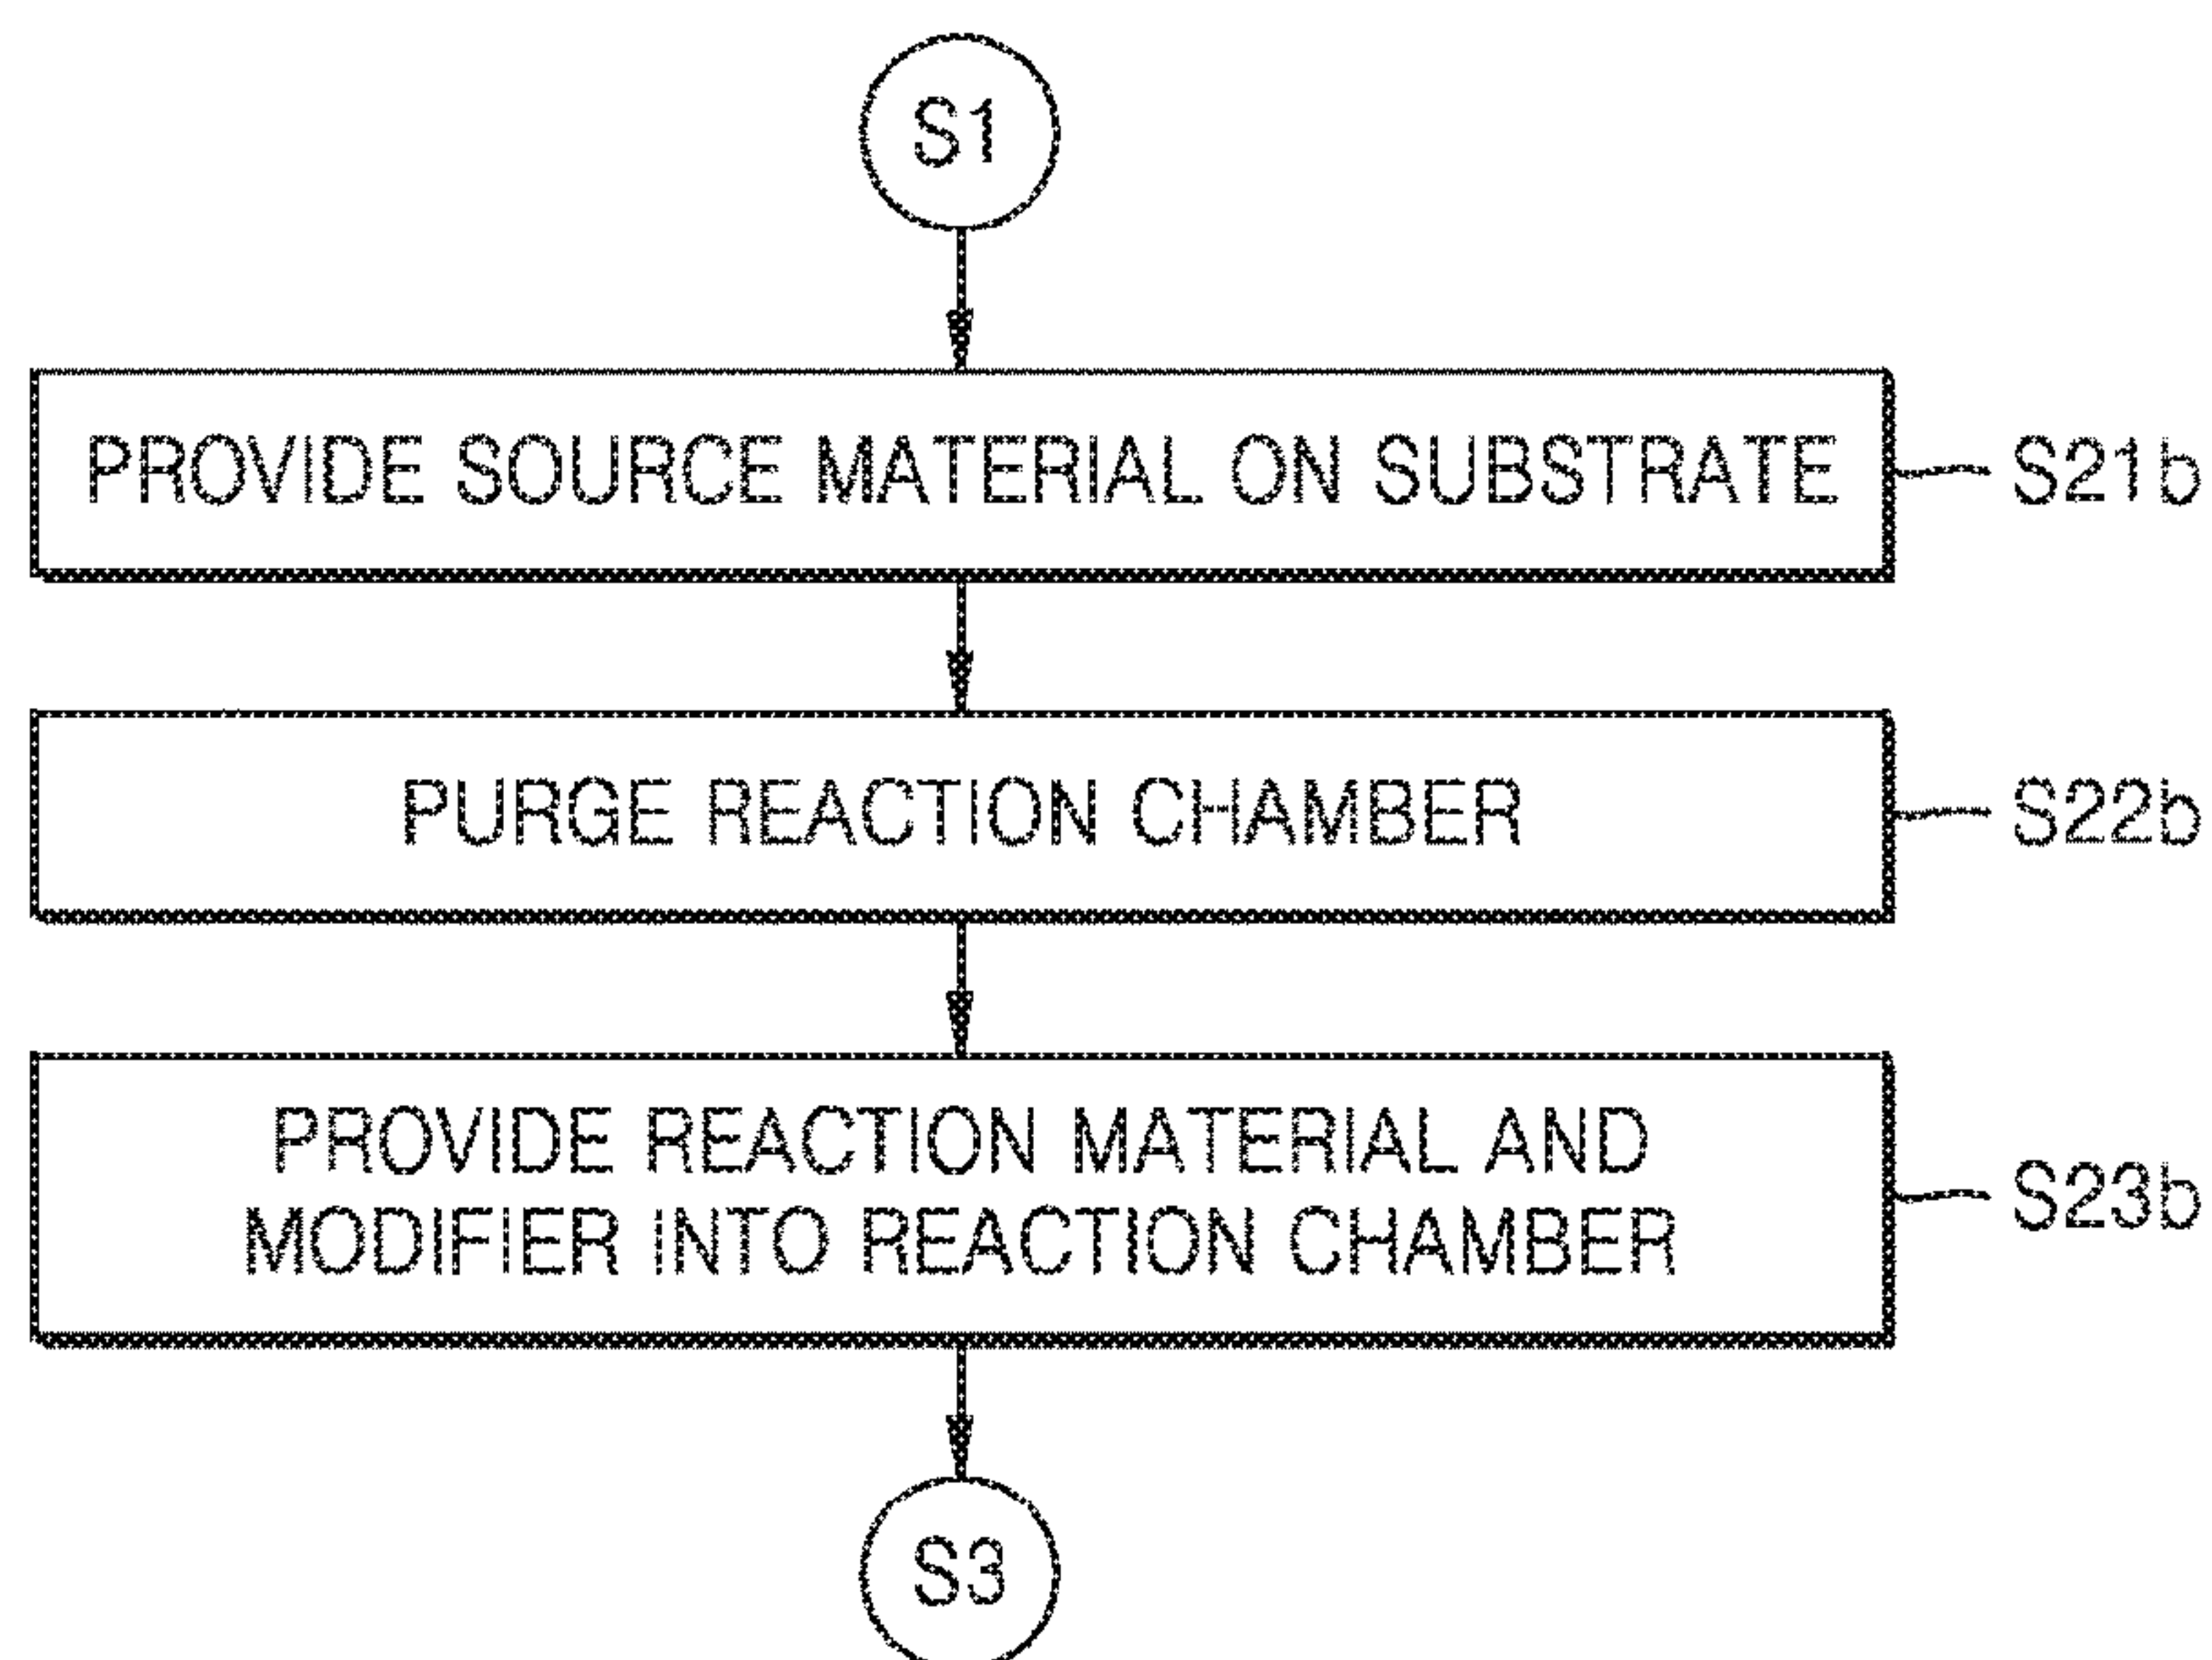 S1
PROVIDE SOURCE MATERIAL ON SUBSTRATE
S21b
PURGE REACTION CHAMBER
S22b
PROVIDE REACTION MATERIAL AND
MODIFIER INTO REACTION CHAMBER
S23b
S3